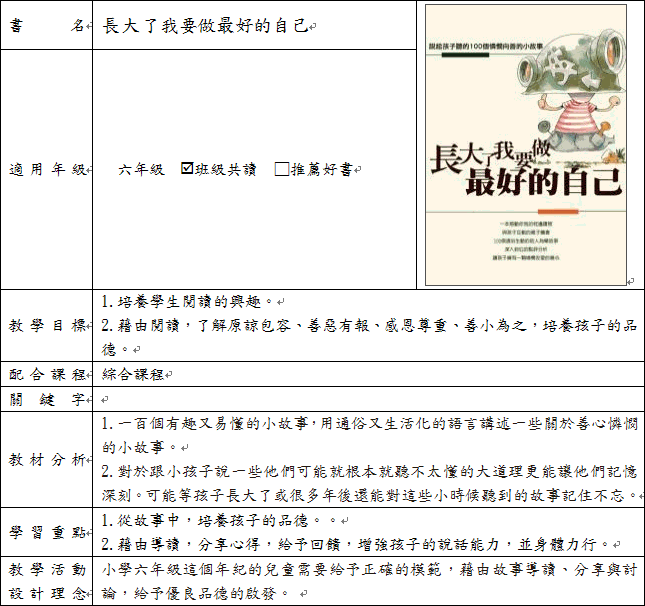 書名 長大了我要做最好的自己
說給孩子聽的100個憐憫向善的小故事
長大了我要做
最好的自己
適用年級 六年級 ☑班級共讀 □推薦好書
教學目標 1.培養學生閱讀的興趣。
2.藉由閱讀,了解原諒包容、善惡有報、感恩尊重、善小為之,培養孩子的品
德。
配合課程 綜合課程
關鍵字
教材分析 1.一百個有趣又易懂的小故事,用通俗又生活化的語言講述一些關於善心憐憫
的小故事。
2.對於跟小孩子說一些他們可能就根本就聽不太懂的大道理更能讓他們記憶
深刻。可能等孩子長大了或很多年後還能對這些小時候聽到的故事記住不忘。
學習重點 1.從故事中,培養孩子的品德。。
2.藉由導讀,分享心得,給予回饋,增強孩子的說話能力,並身體力行。
教學活動 小學六年級這個年紀的兒童需要給予正確的模範,藉由故事導讀、分享與討
設計理念 論,給予優良品德的啟發。